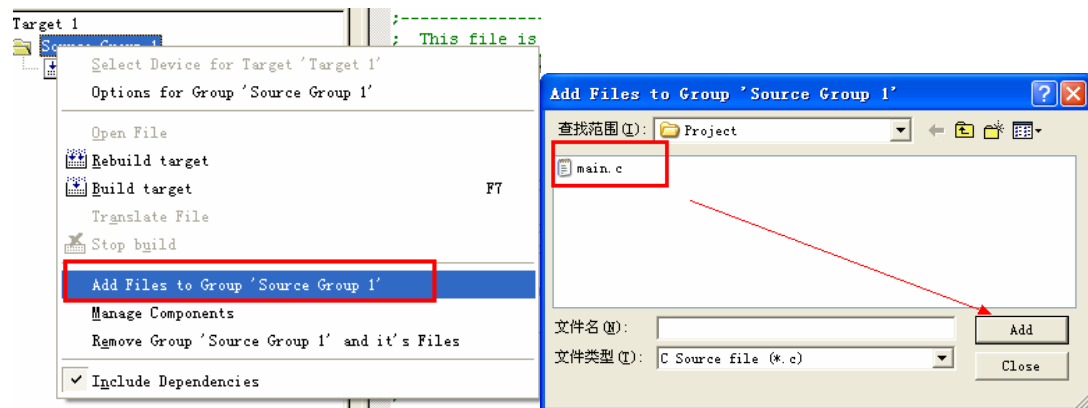 Target 1
Source Group 1
;---------------
; This file is
Select Device for Target 'Target 1'
Options for Group 'Source Group 1'
Open File
Rebuild target
Build target F7
Translate File
Stop build
Add Files to Group 'Source Group 1'
Manage Components
Remove Group 'Source Group 1' and it's Files
Include Dependencies
Add Files to Group 'Source Group 1'
查找范围(I): Project
main.c
文件名(N):
Add
文件类型(T): C Source file (*.c)
Close